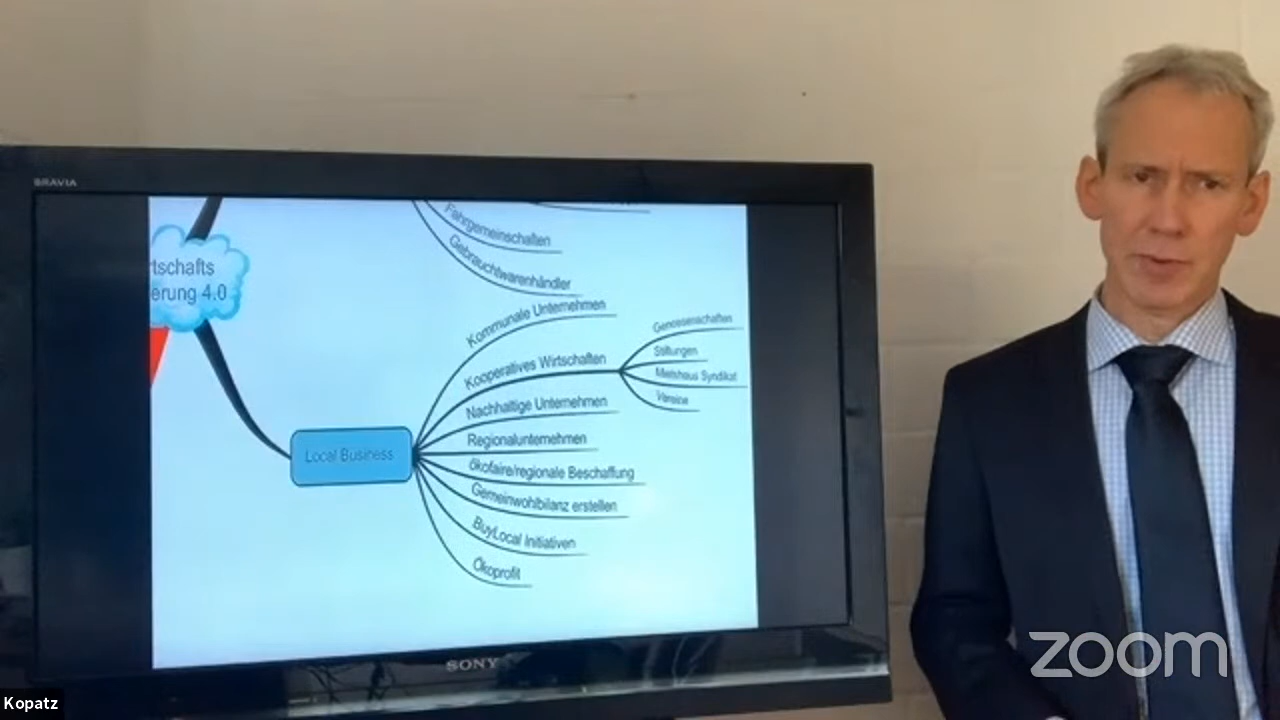 BRAVIA
Fahrgemeinschaften
Gebrauchtwarenhändler
rtschafts
erung 4.0
Kommunale Unternehmen
Kooperatives Wirtschaften
Genossenschaften
Stiftungen
Mietshaus Syndikat
Vereine
Nachhaltige Unternehmen
Regionalunternehmen
Local Business
ökofaire/regionale Beschaffung
Gemeinwohlbilanz erstellen
BuyLocal Initiativen
Ökoprofit
SONY
zoom
Kopatz